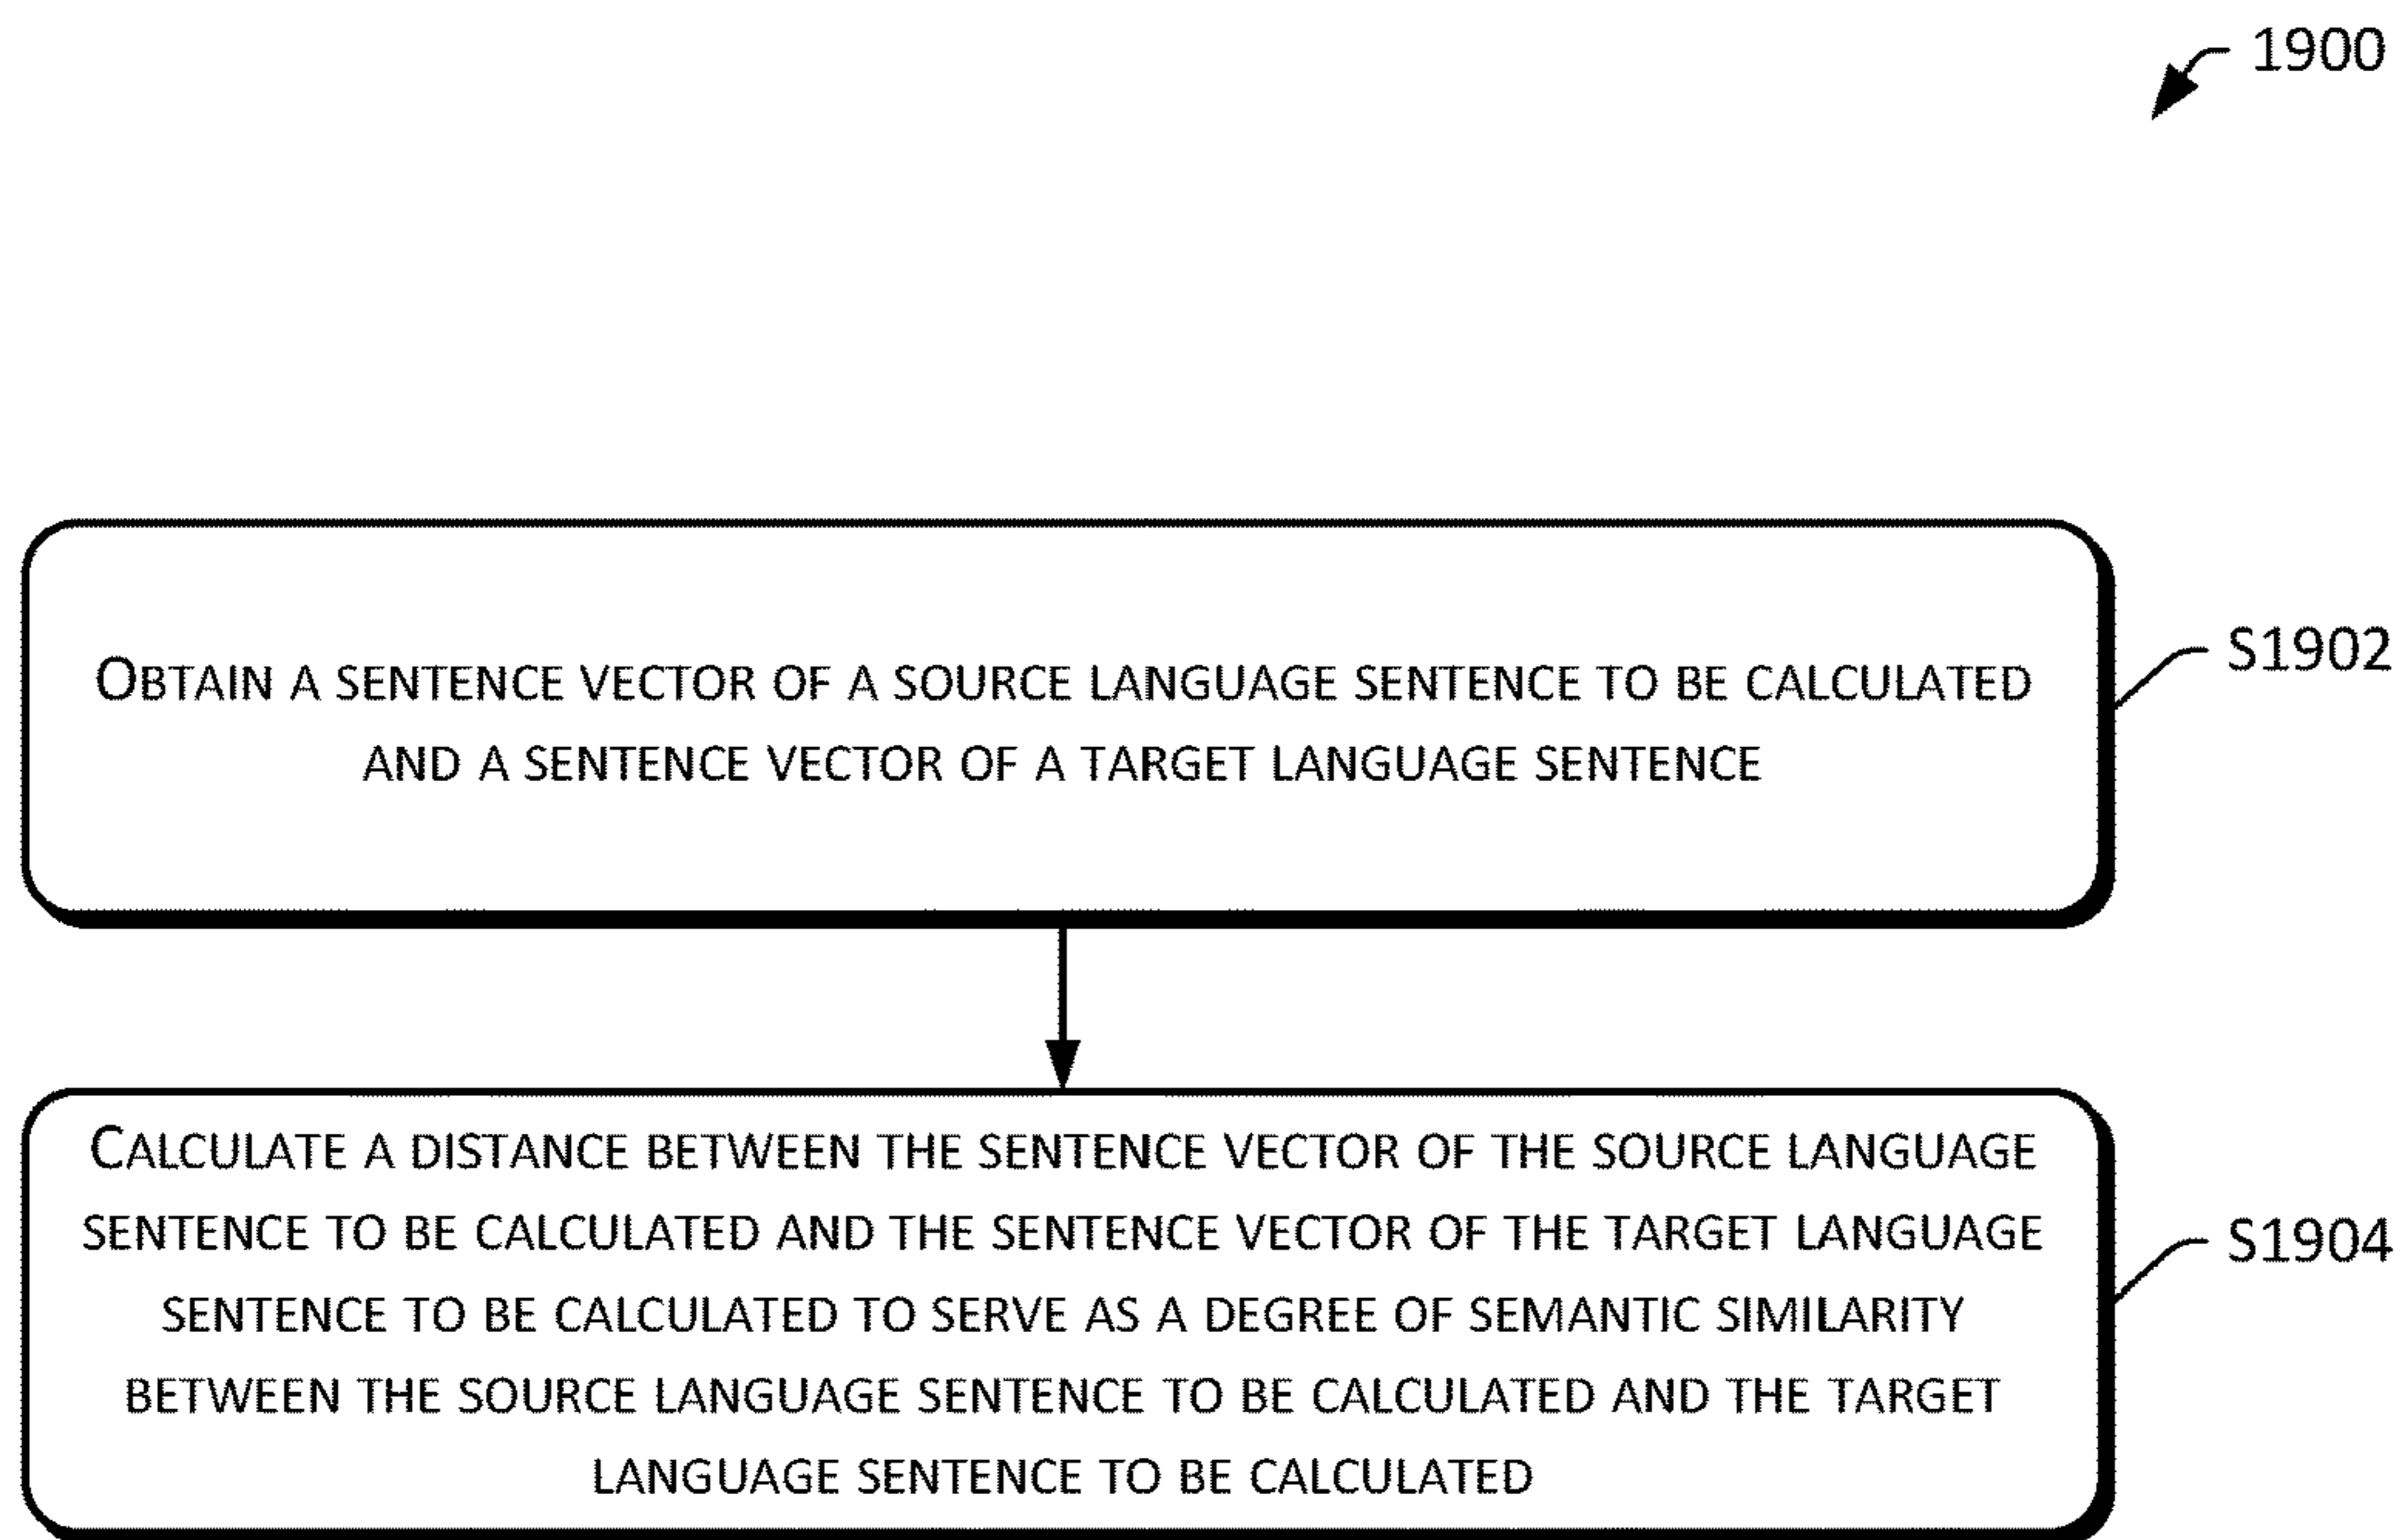 1900
OBTAIN A SENTENCE VECTOR OF A SOURCE LANGUAGE SENTENCE TO BE CALCULATED
AND A SENTENCE VECTOR OF A TARGET LANGUAGE SENTENCE
S1902
CALCULATE A DISTANCE BETWEEN THE SENTENCE VECTOR OF THE SOURCE LANGUAGE
SENTENCE TO BE CALCULATED AND THE SENTENCE VECTOR OF THE TARGET LANGUAGE
SENTENCE TO BE CALCULATED TO SERVE AS A DEGREE OF SEMANTIC SIMILARITY
BETWEEN THE SOURCE LANGUAGE SENTENCE TO BE CALCULATED AND THE TARGET
LANGUAGE SENTENCE TO BE CALCULATED
S1904